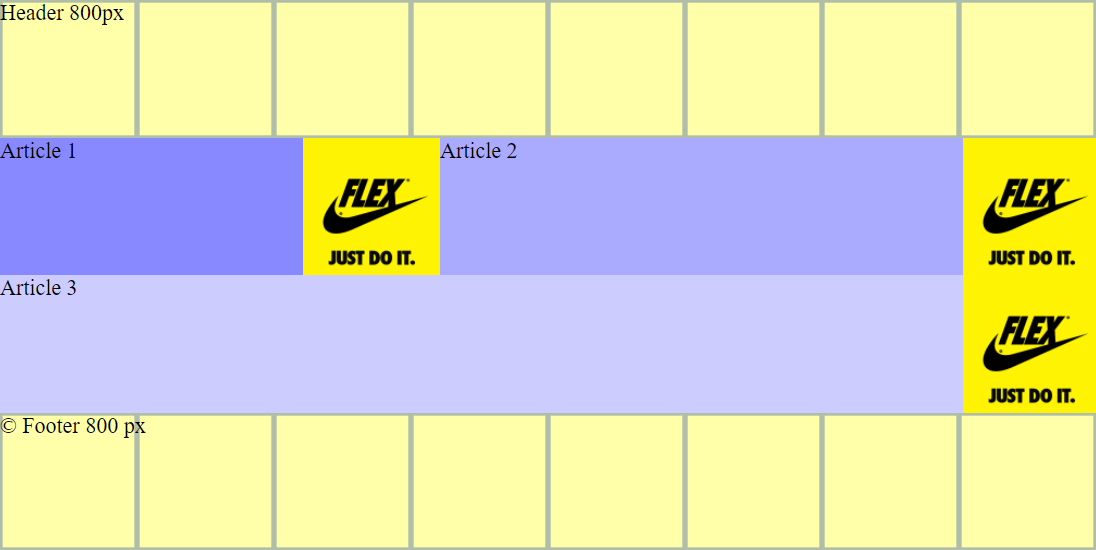 Header 800px
Article 1
FLEX
JUST DO IT.
Article 2
FLEX
JUST DO IT.
Article 3
FLEX
JUST DO IT.
© Footer 800 px